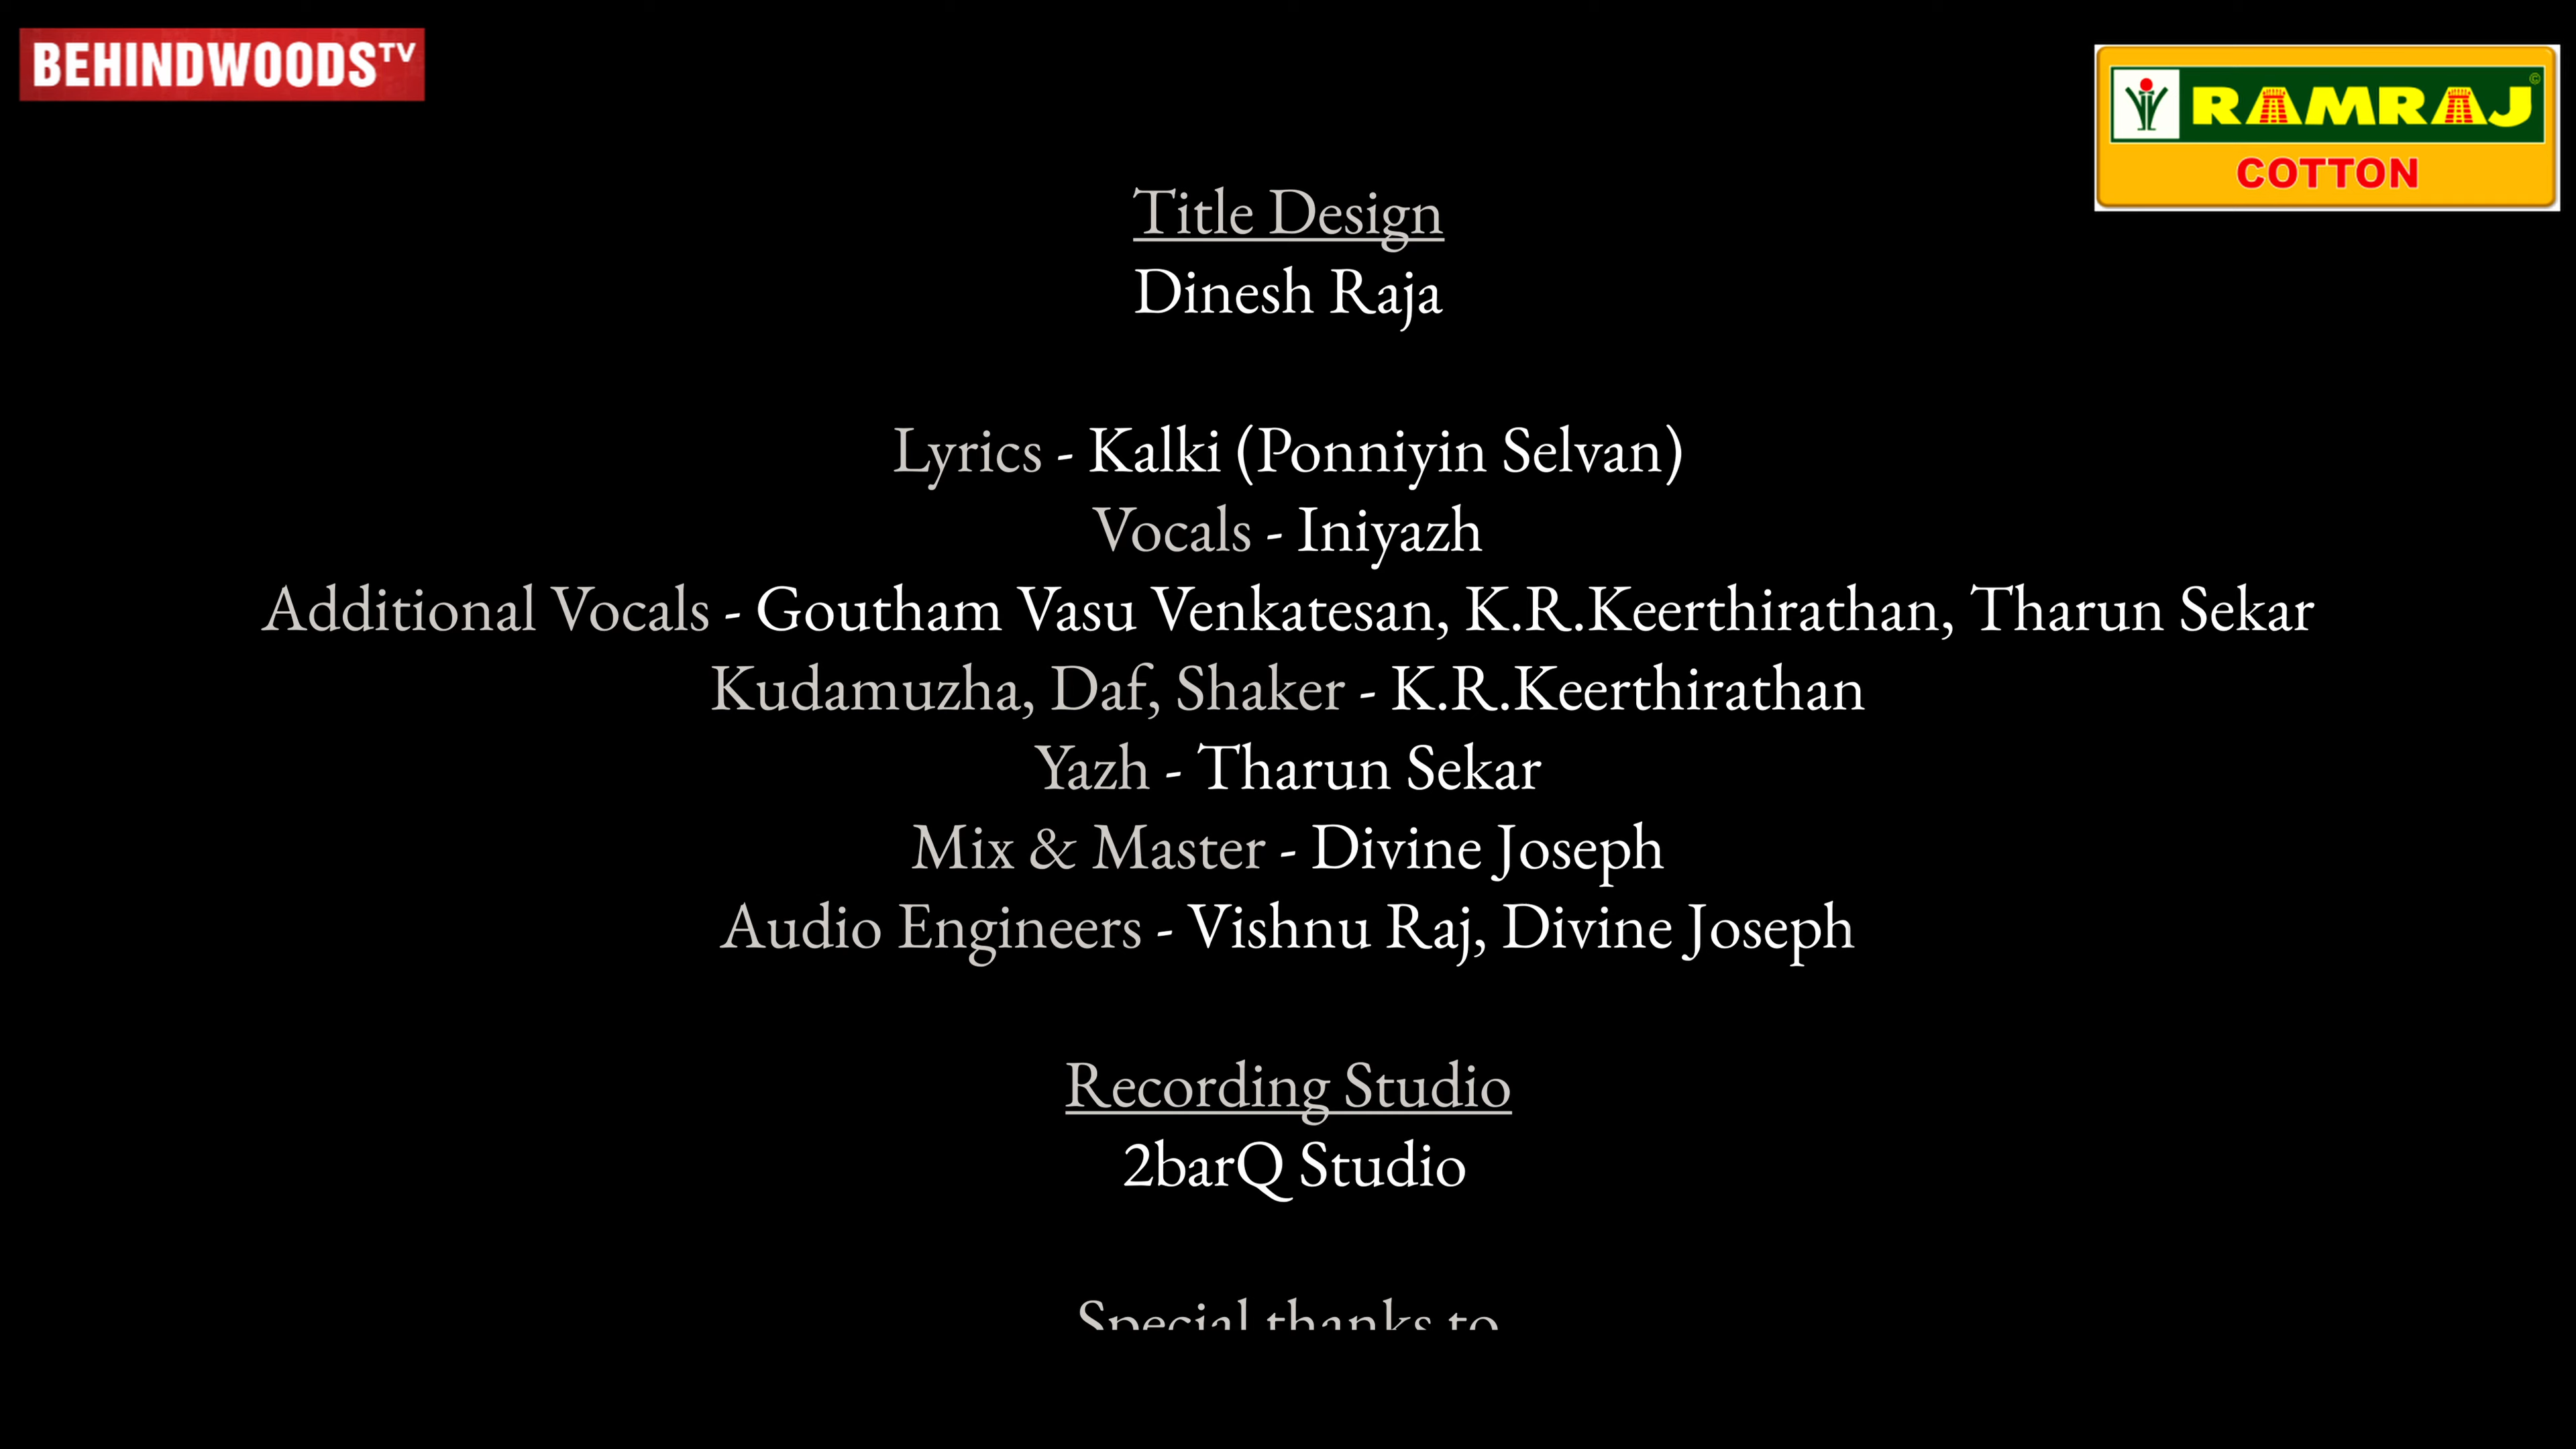 BEHINDWOODS TV
RAMRAJ ©
COTTON
Title Design
Dinesh Raja
Lyrics - Kalki (Ponniyin Selvan)
Vocals - Iniyazh
Additional Vocals - Goutham Vasu Venkatesan, K.R.Keerthirathan, Tharun Sekar
Kudamuzha, Daf, Shaker - K.R.Keerthirathan
Yazh - Tharun Sekar
Mix & Master - Divine Joseph
Audio Engineers - Vishnu Raj, Divine Joseph
Recording Studio
2barQ Studio
Special thanks to